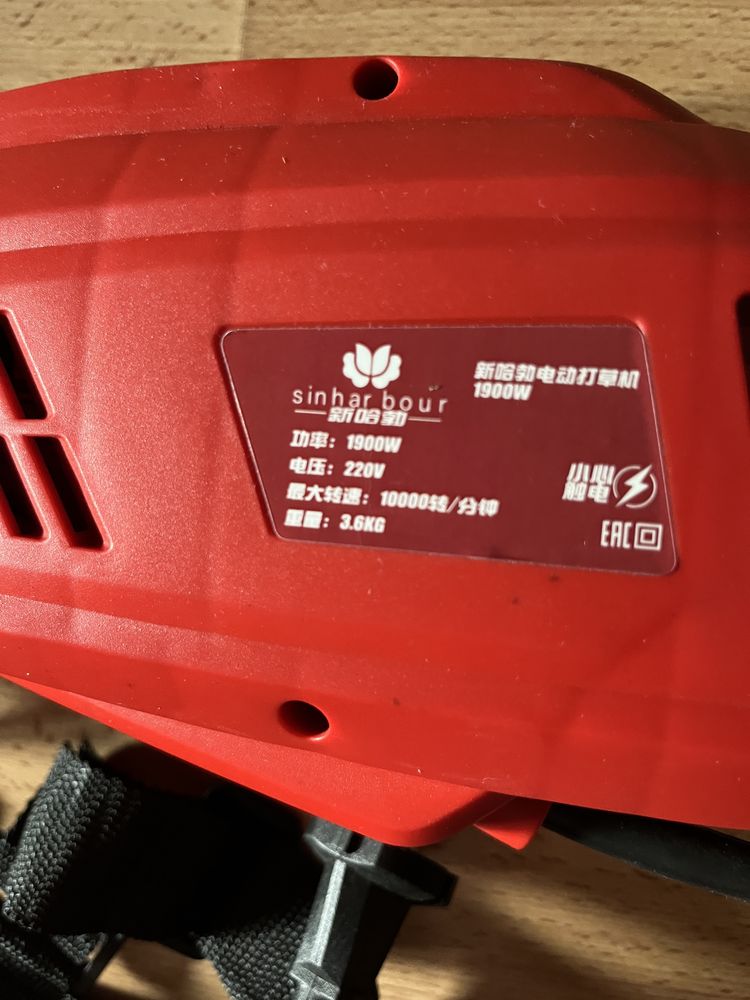 sinhar bour
新哈勃
新哈勃电动打草机
1900W
功率：1900W
电压：220V
最大转速：10000转/分钟
重量：3.6KG
小心
触电
EAC